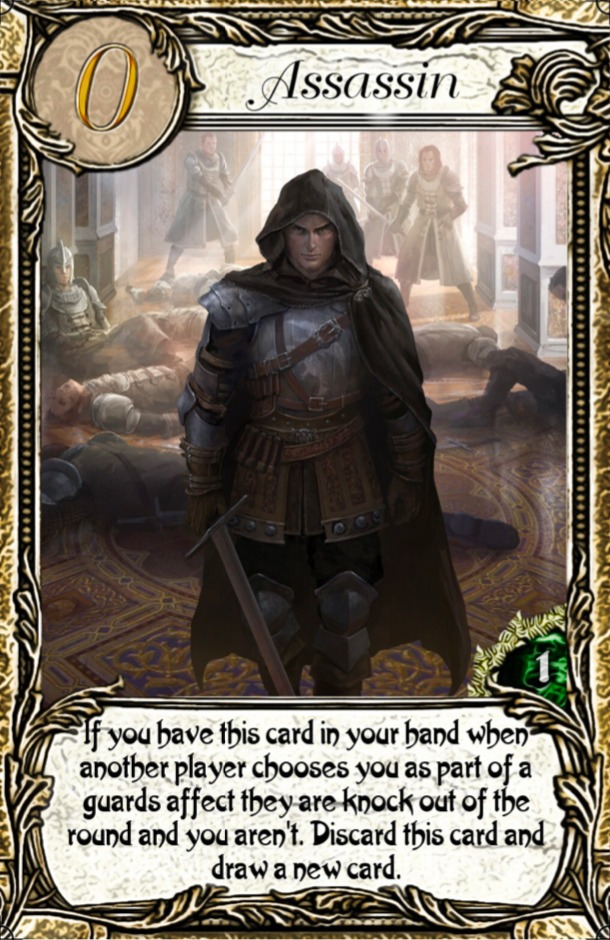 0
Assassin
1
If you have this card in your hand when
another player chooses you as part of a
guards affect they are knock out of the
round and you aren't. Discard this card and
draw a new card.